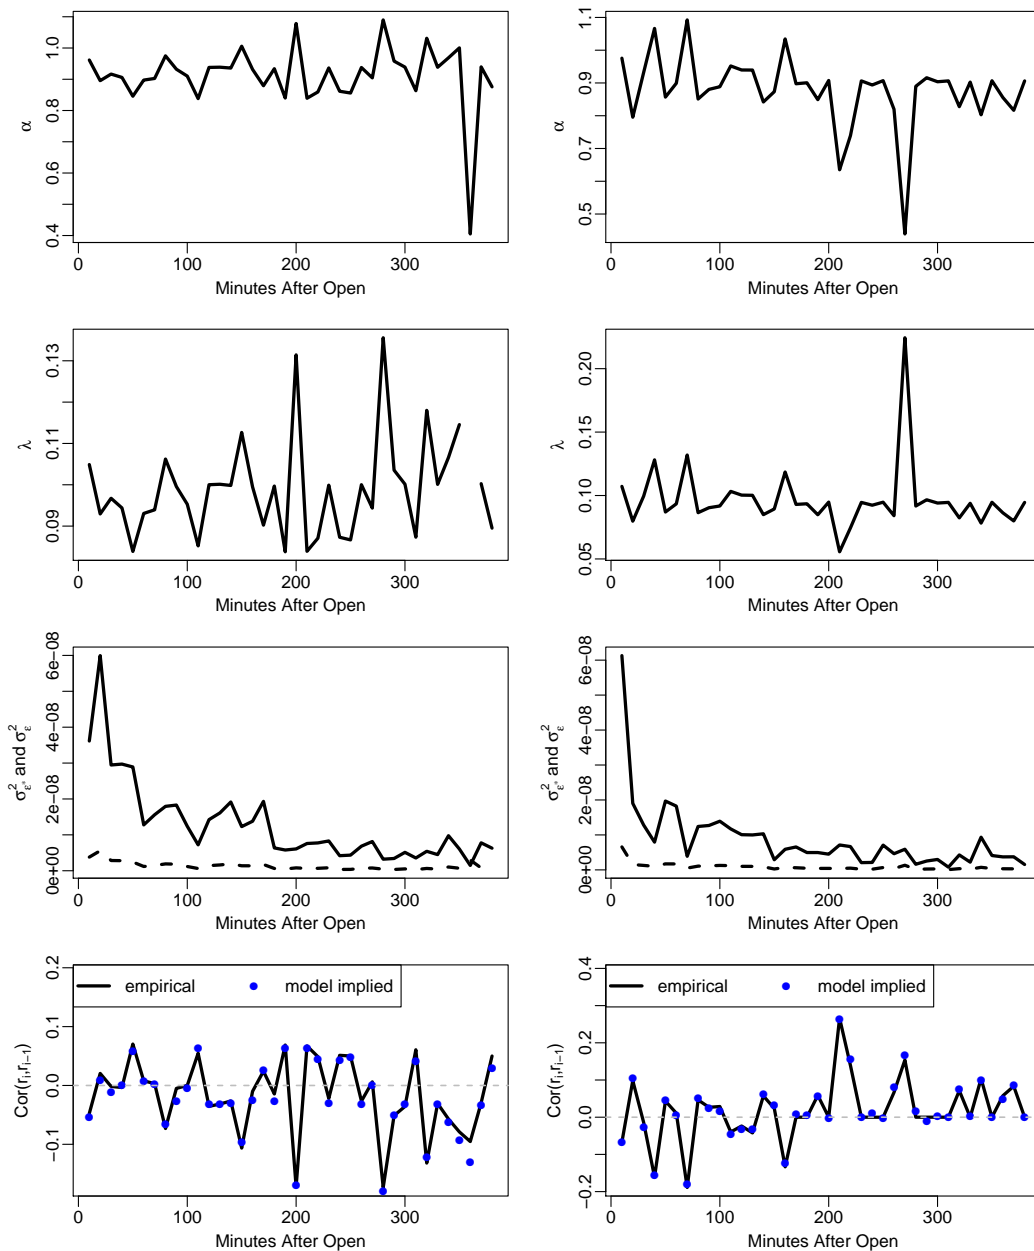 0.4 0.6 0.8 1.0
α
0 100 200 300
Minutes After Open
0.5 0.7 0.9 1.1
α
0 100 200 300
Minutes After Open
0.09 0.11 0.13
λ
0 100 200 300
Minutes After Open
0.05 0.10 0.15 0.20
λ
0 100 200 300
Minutes After Open
0e+00 2e−08 4e−08 6e−08
σ²ε* and σ²ε
0 100 200 300
Minutes After Open
0e+00 2e−08 4e−08 6e−08
σ²ε* and σ²ε
0 100 200 300
Minutes After Open
−0.1 0.0 0.1 0.2
Cor(ri,ri−1)
empirical model implied
0 100 200 300
Minutes After Open
−0.2 0.0 0.2 0.4
Cor(ri,ri−1)
empirical model implied
0 100 200 300
Minutes After Open